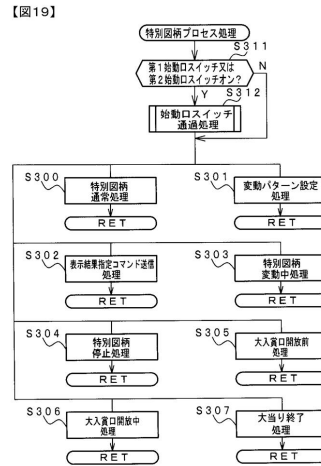 【図19】
特別図柄プロセス処理
S311
第1始動口スイッチ又は
第2始動口スイッチオン？
N
Y
S312
始動口スイッチ
通過処理
S300
特別図柄
通常処理
RET
S301
変動パターン設定
処理
RET
S302
表示結果指定コマンド送信
処理
RET
S303
特別図柄
変動中処理
RET
S304
特別図柄
停止処理
RET
S305
大入賞口開放前
処理
RET
S306
大入賞口開放中
処理
RET
S307
大当り終了
処理
RET